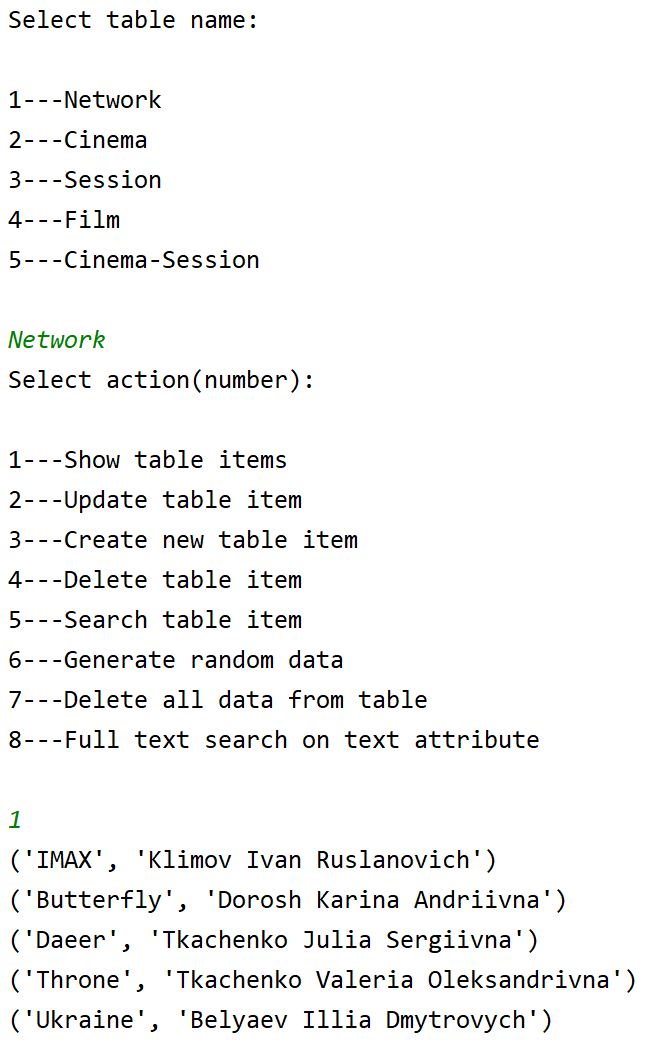 Select table name:
1---Network
2---Cinema
3---Session
4---Film
5---Cinema-Session
Network
Select action(number):
1---Show table items
2---Update table item
3---Create new table item
4---Delete table item
5---Search table item
6---Generate random data
7---Delete all data from table
8---Full text search on text attribute
1
('IMAX', 'Klimov Ivan Ruslanovich')
('Butterfly', 'Dorosh Karina Andriivna')
('Daeer', 'Tkachenko Julia Sergiivna')
('Throne', 'Tkachenko Valeria Oleksandrivna')
('Ukraine', 'Belyaev Illia Dmytrovych')